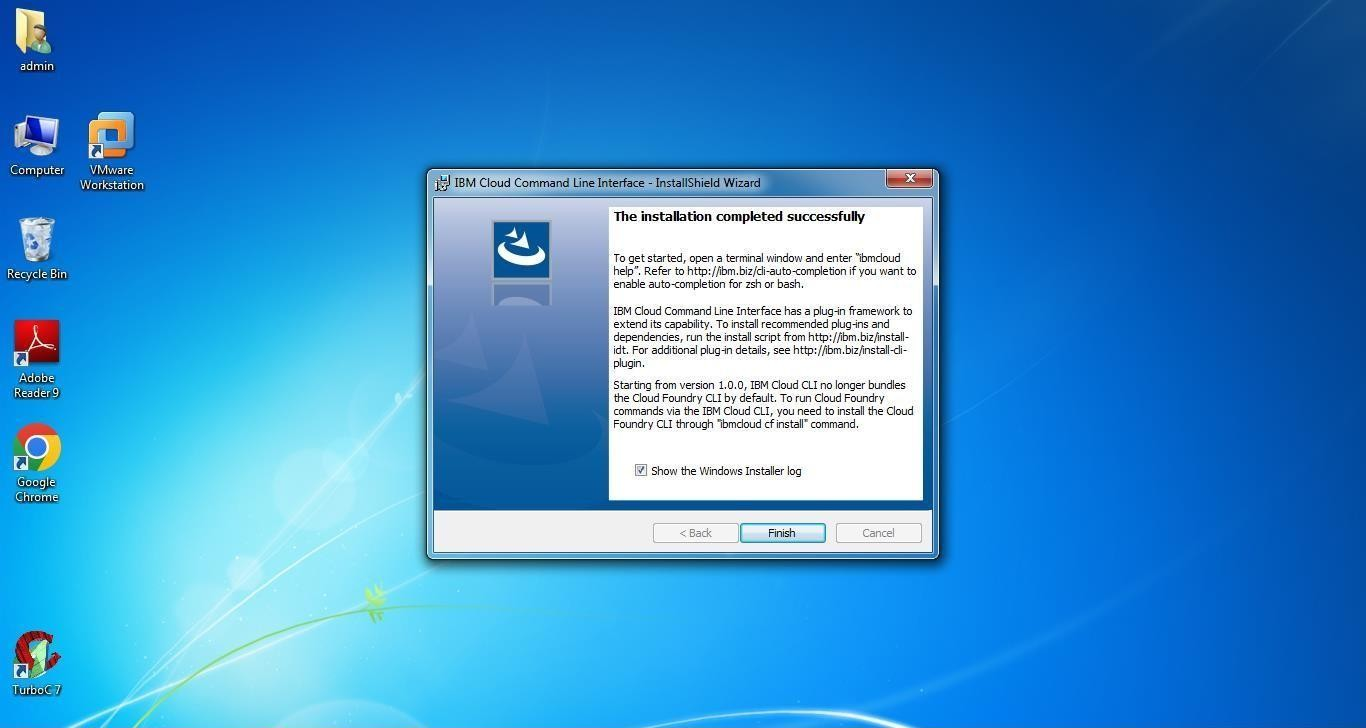 admin
Computer
VMware
Workstation
Recycle Bin
Adobe
Reader 9
Google
Chrome
TurboC 7
IBM Cloud Command Line Interface - InstallShield Wizard
The installation completed successfully
To get started, open a terminal window and enter “ibmcloud
help”. Refer to http://ibm.biz/cli-auto-completion if you want to
enable auto-completion for zsh or bash.
IBM Cloud Command Line Interface has a plug-in framework to
extend its capability. To install recommended plug-ins and
dependencies, run the install script from http://ibm.biz/install-
idt. For additional plug-in details, see http://ibm.biz/install-cli-
plugin.
Starting from version 1.0.0, IBM Cloud CLI no longer bundles
the Cloud Foundry CLI by default. To run Cloud Foundry
commands via the IBM Cloud CLI, you need to install the Cloud
Foundry CLI through "ibmcloud cf install" command.
Show the Windows Installer log
< Back
Finish
Cancel